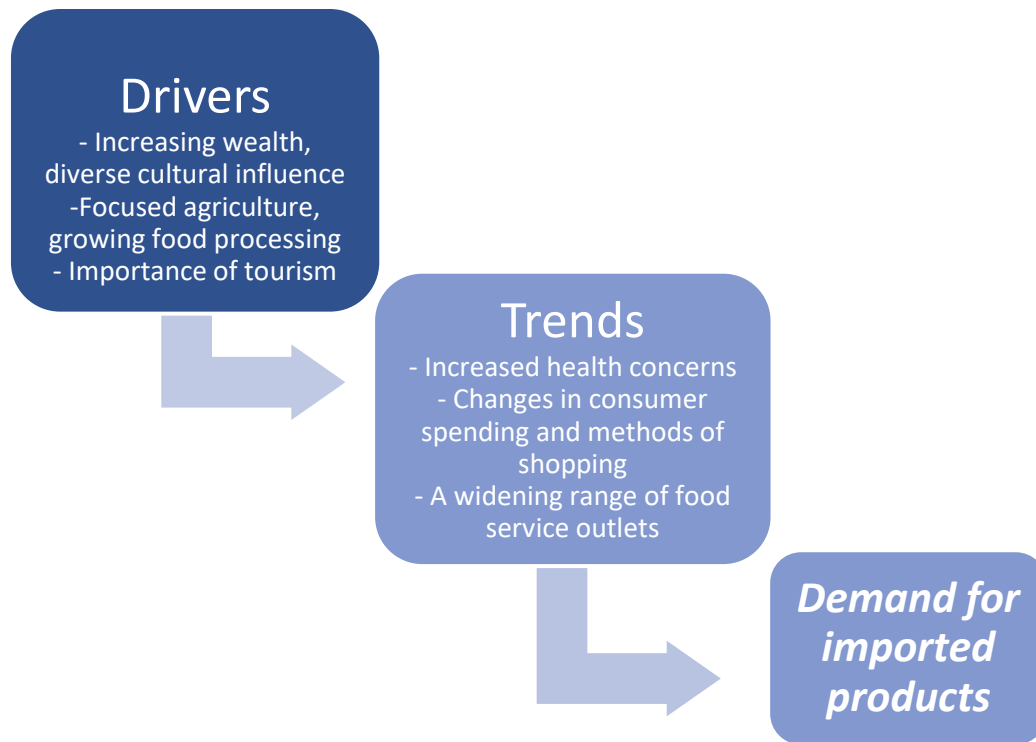 Drivers
- Increasing wealth,
diverse cultural influence
-Focused agriculture,
growing food processing
- Importance of tourism
Trends
- Increased health concerns
- Changes in consumer
spending and methods of
shopping
- A widening range of food
service outlets
Demand for
imported
products